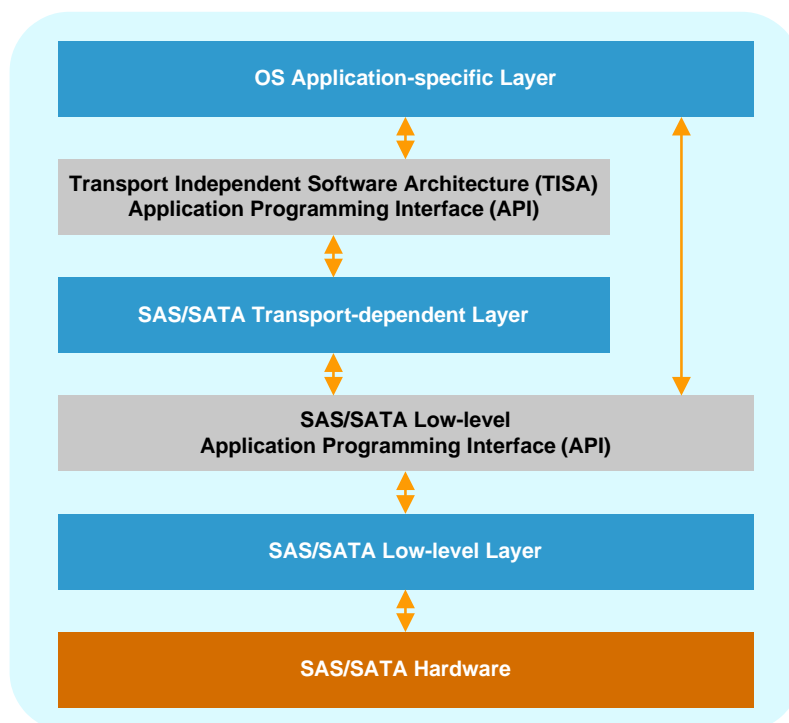 OS Application-specific Layer
Transport Independent Software Architecture (TISA)
Application Programming Interface (API)
SAS/SATA Transport-dependent Layer
SAS/SATA Low-level
Application Programming Interface (API)
SAS/SATA Low-level Layer
SAS/SATA Hardware